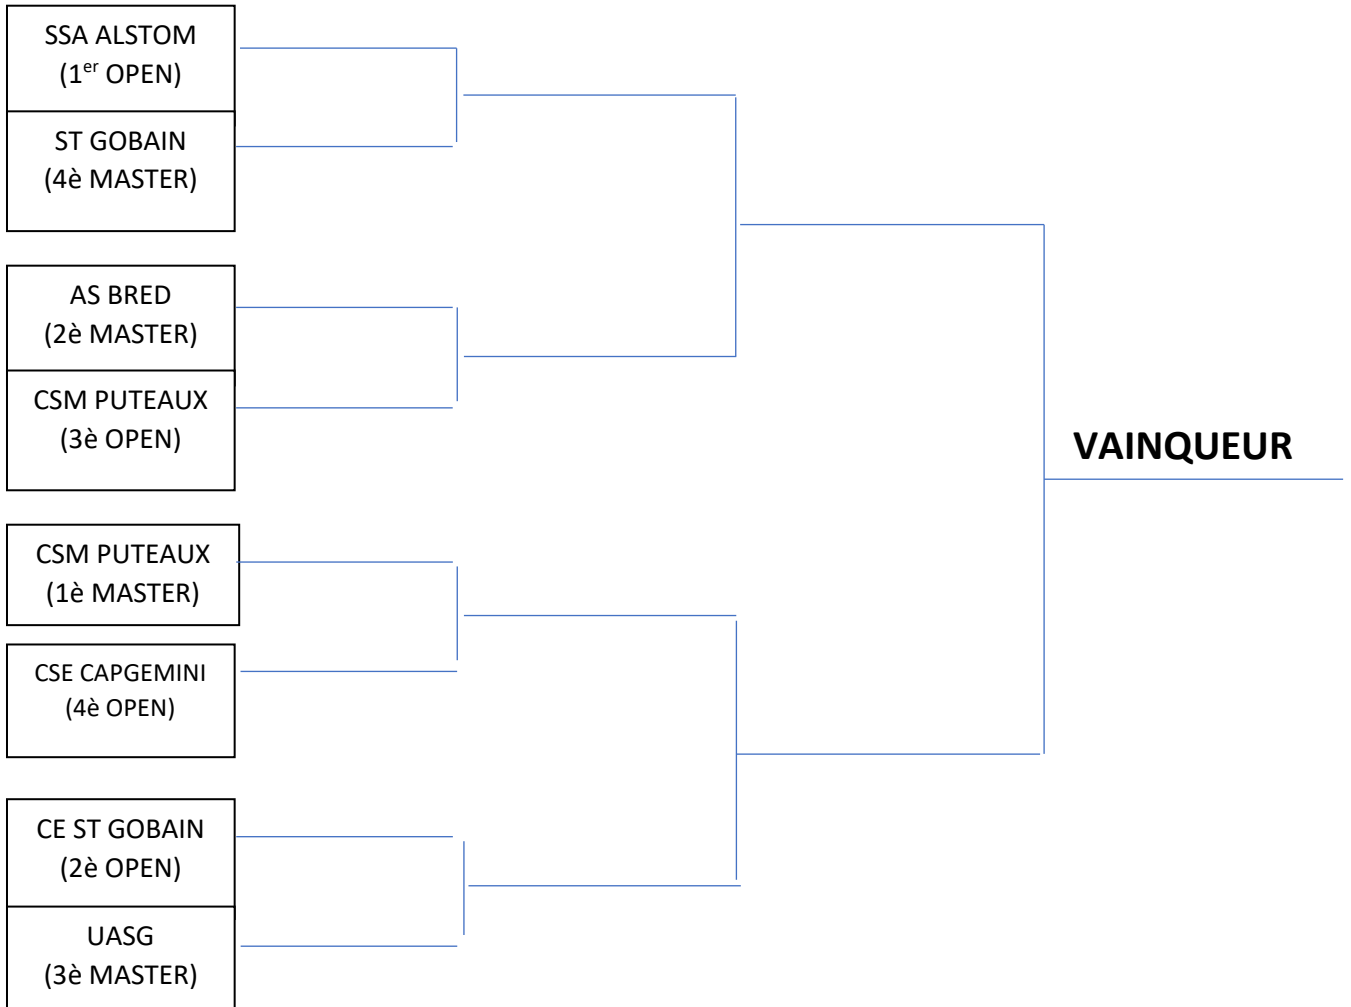 SSA ALSTOM
(1er OPEN)
ST GOBAIN
(4è MASTER)
AS BRED
(2è MASTER)
CSM PUTEAUX
(3è OPEN)
VAINQUEUR
CSM PUTEAUX
(1è MASTER)
CSE CAPGEMINI
(4è OPEN)
CE ST GOBAIN
(2è OPEN)
UASG
(3è MASTER)